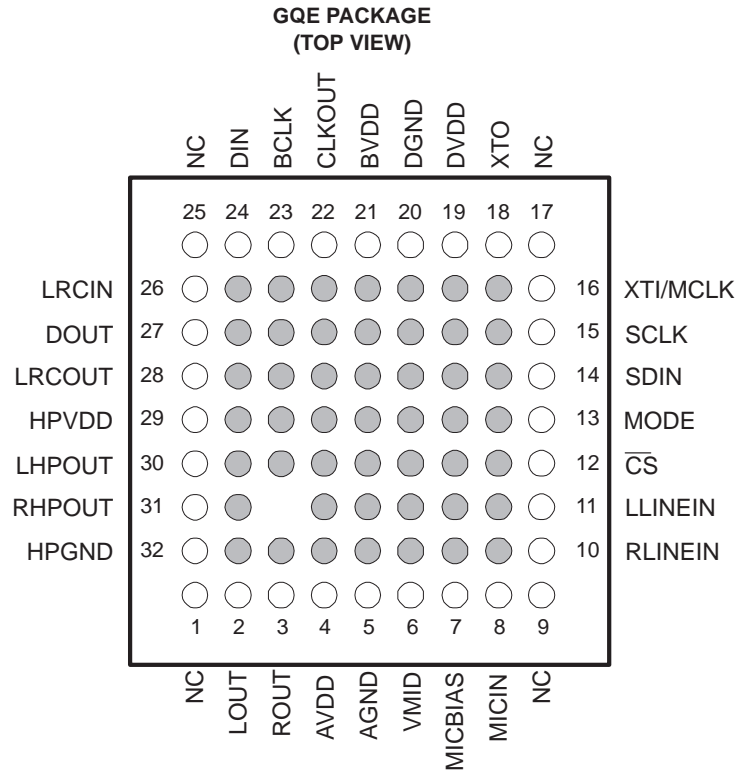 GQE PACKAGE
(TOP VIEW)
NC DIN BCLK CLKOUT BVDD DGND DVDD XTO NC
25 24 23 22 21 20 19 18 17
LRCIN 26 16 XTI/MCLK
DOUT 27 15 SCLK
LRCOUT 28 14 SDIN
HPVDD 29 13 MODE
LHPOUT 30 12 C̅S̅
RHPOUT 31 11 LLINEIN
HPGND 32 10 RLINEIN
1 2 3 4 5 6 7 8 9
NC LOUT ROUT AVDD AGND VMID MICBIAS MICIN NC